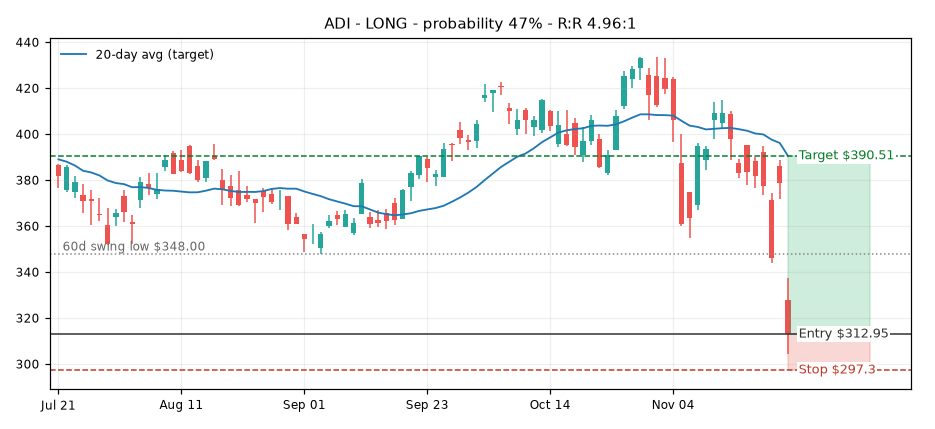 ADI - LONG - probability 47% - R:R 4.96:1
440
20-day avg (target)
420
400
Target $390.51
380
360
60d swing low $348.00
340
320
Entry $312.95
300
Stop $297.3
Jul 21
Aug 11
Sep 01
Sep 23
Oct 14
Nov 04